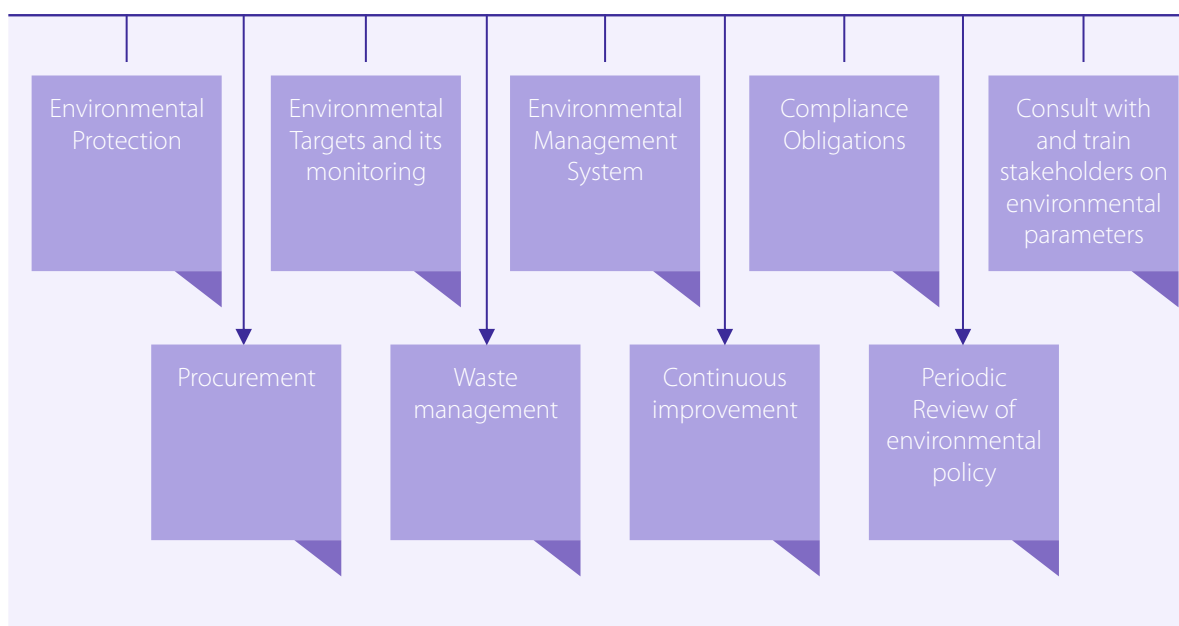 Environmental
Protection
Environmental
Targets and its
monitoring
Environmental
Management
System
Compliance
Obligations
Consult with
and train
stakeholders on
environmental
parameters
Procurement
Waste
management
Continuous
improvement
Periodic
Review of
environmental
policy